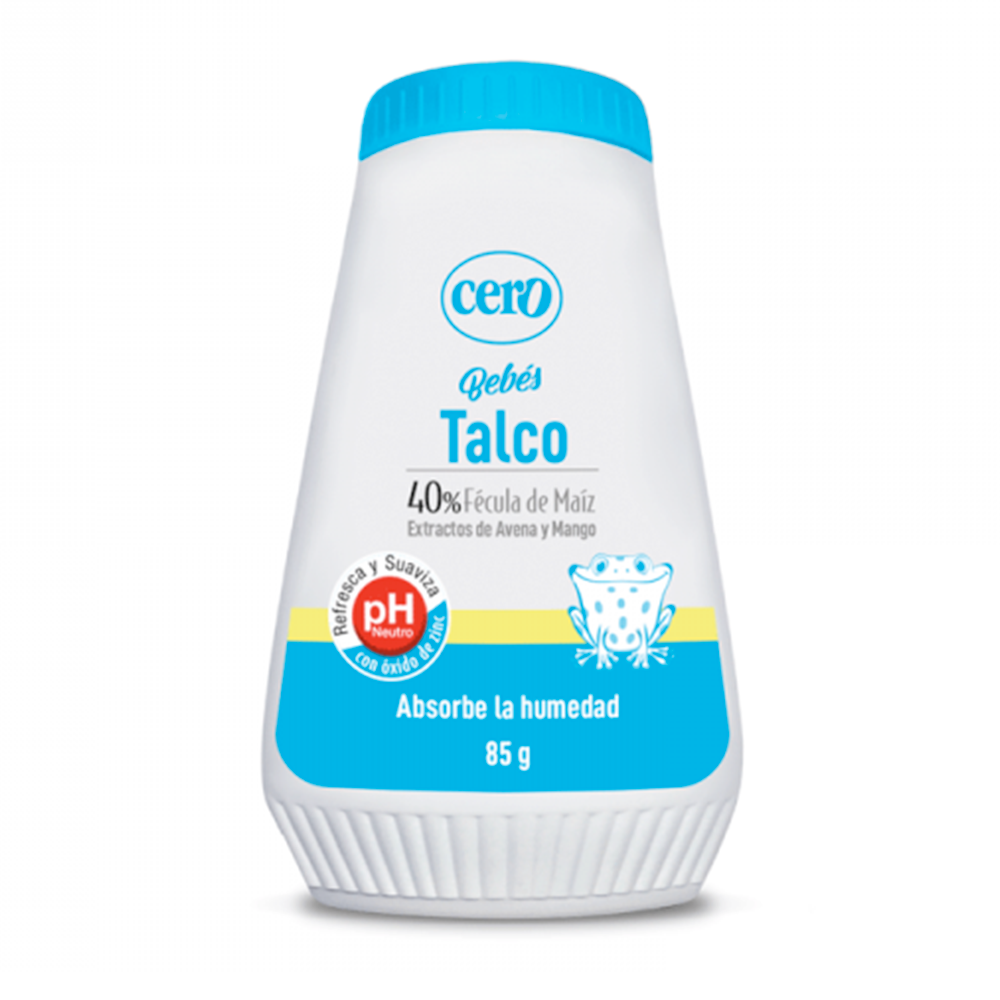 cero
Bebés
Talco
40% Fécula de Maíz
Extractos de Avena y Mango
Refresca y Suaviza
pH
Neutro
con óxido de zinc
Absorbe la humedad
85 g